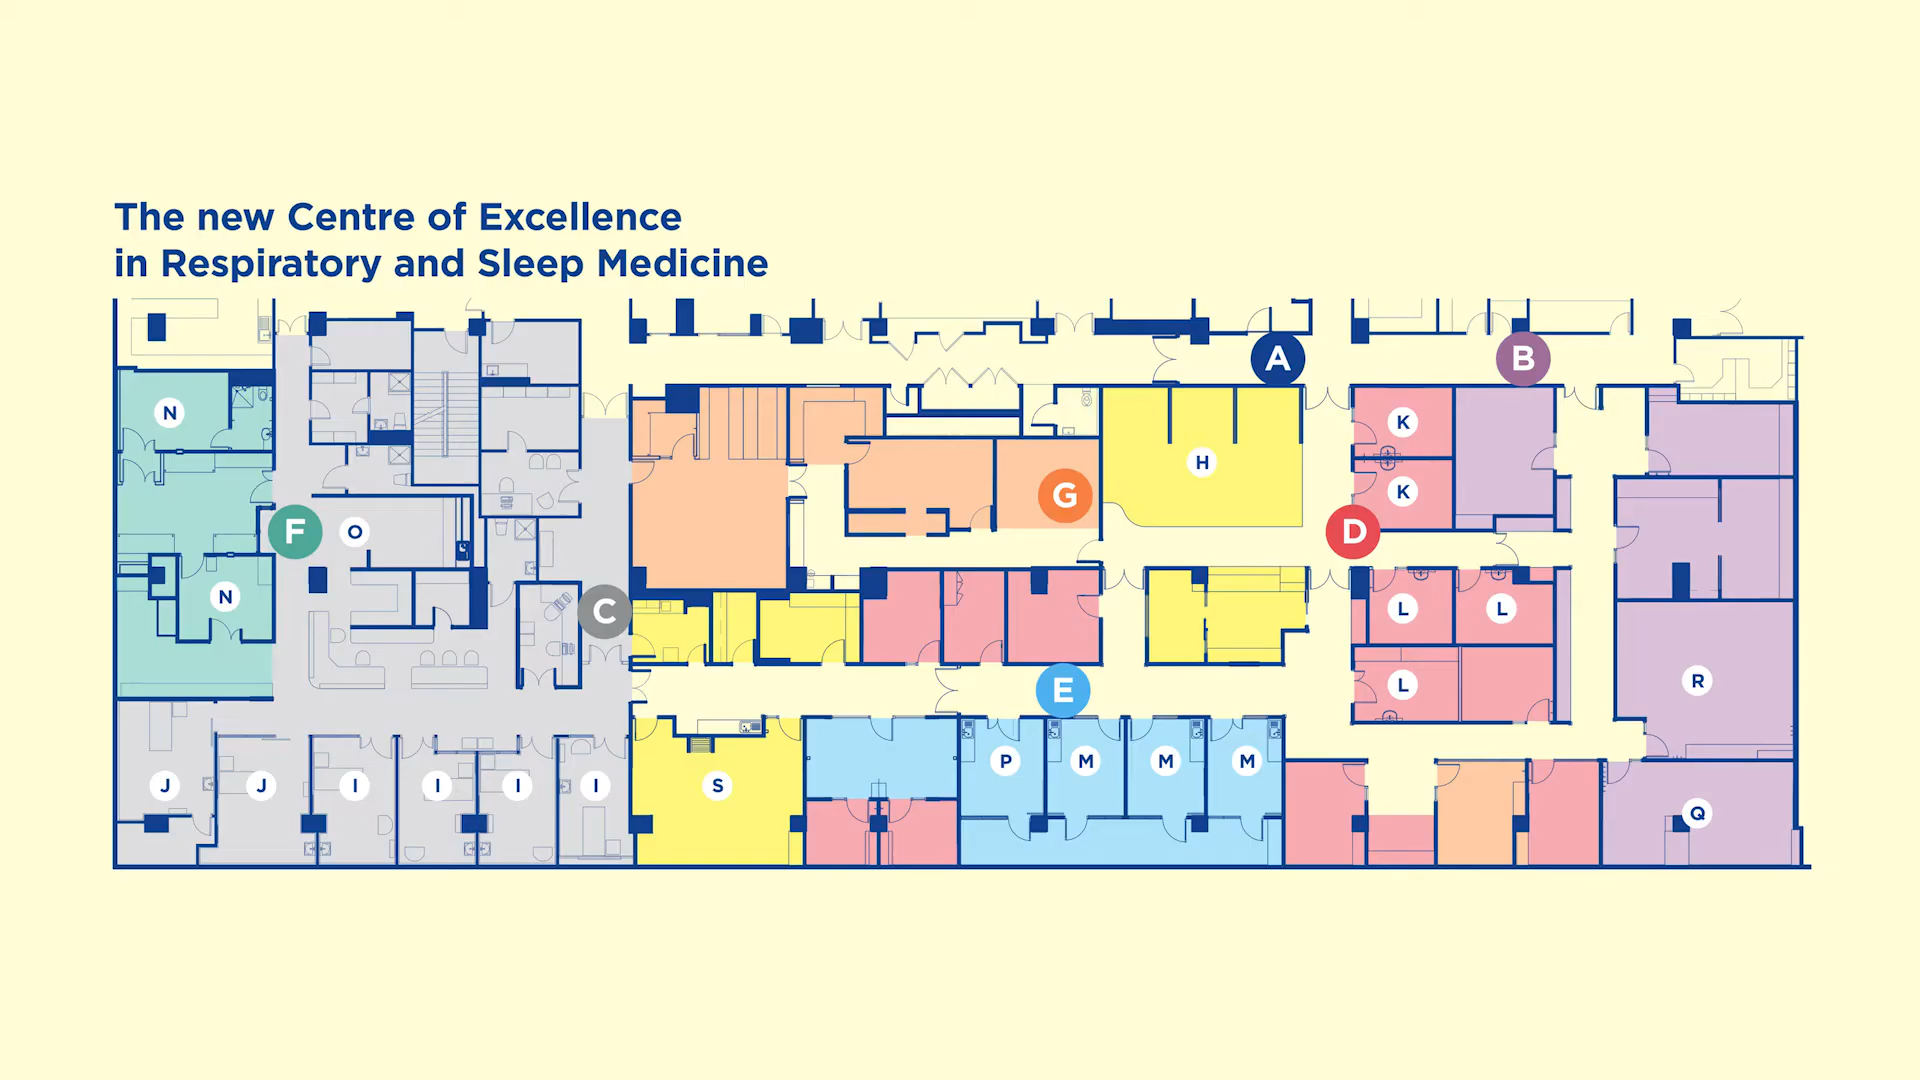 The new Centre of Excellence
in Respiratory and Sleep Medicine
A
B
N
K
H
K
G
F
O
D
N
C
L
L
R
L
E
P
M
M
M
J
J
I
I
I
I
S
Q